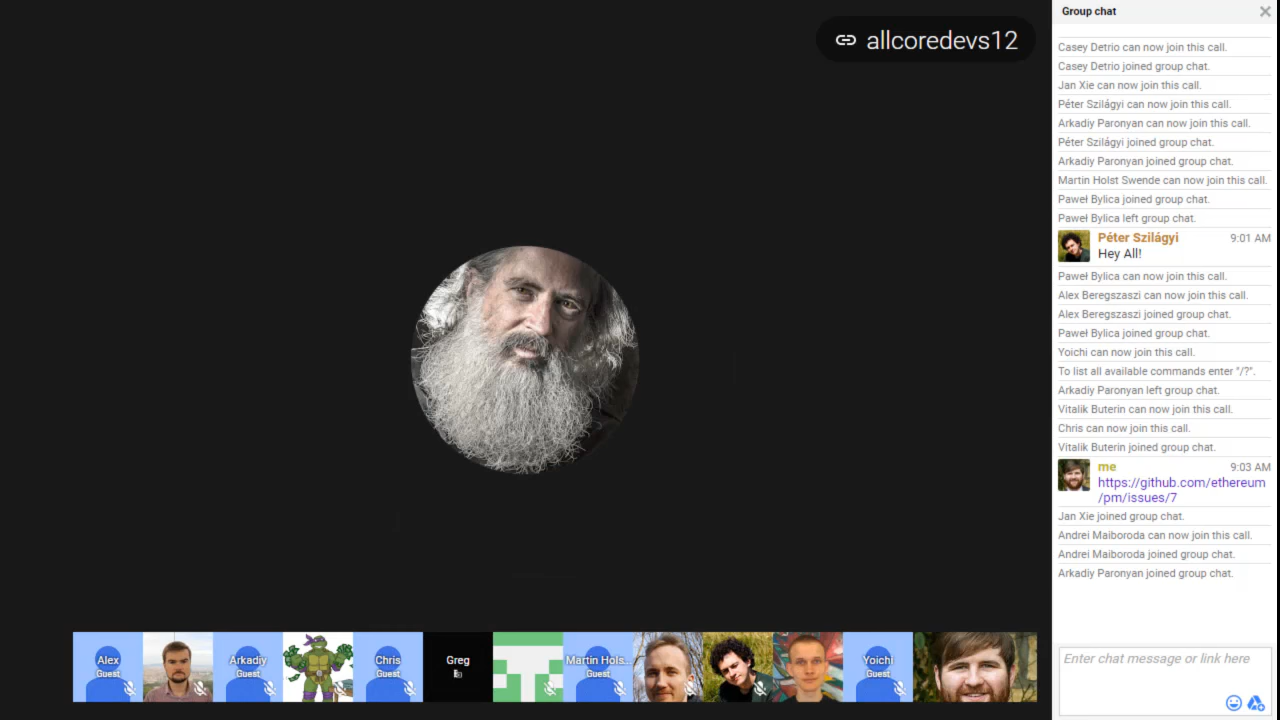 allcoredevs12
Group chat
Casey Detrio can now join this call.
Casey Detrio joined group chat.
Jan Xie can now join this call.
Péter Szilágyi can now join this call.
Arkadiy Paronyan can now join this call.
Péter Szilágyi joined group chat.
Arkadiy Paronyan joined group chat.
Martin Holst Swende can now join this call.
Paweł Bylica joined group chat.
Paweł Bylica left group chat.
Péter Szilágyi 9:01 AM
Hey All!
Paweł Bylica can now join this call.
Alex Beregszaszi can now join this call.
Alex Beregszaszi joined group chat.
Paweł Bylica joined group chat.
Yoichi can now join this call.
To list all available commands enter "/?".
Arkadiy Paronyan left group chat.
Vitalik Buterin can now join this call.
Chris can now join this call.
Vitalik Buterin joined group chat.
me 9:03 AM
https://github.com/ethereum
/pm/issues/7
Jan Xie joined group chat.
Andrei Maiboroda can now join this call.
Andrei Maiboroda joined group chat.
Arkadiy Paronyan joined group chat.
Enter chat message or link here
Alex
Guest
Arkadiy
Guest
Chris
Guest
Greg
Martin Hols...
Guest
Yoichi
Guest